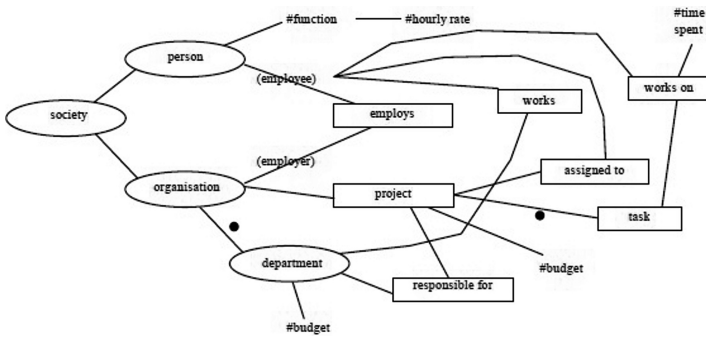 #function
#hourly rate
#time
spent
person
(employee)
works on
works
society
employs
(employer)
assigned to
organisation
project
task
department
#budget
responsible for
#budget